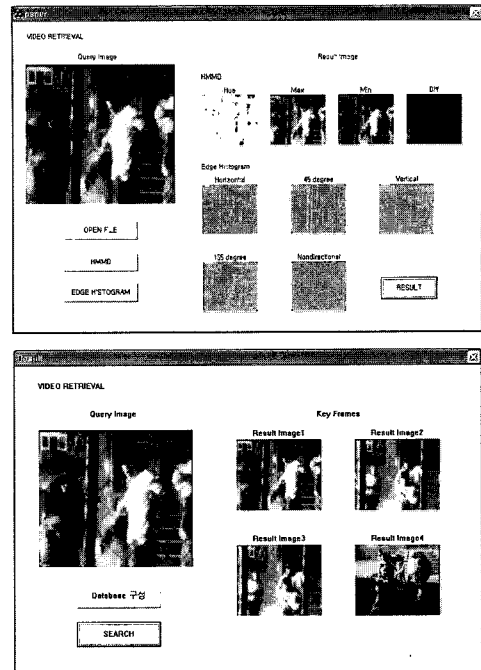 VIDEO RETRIEVAL
Query Image
Result Image
HMMD
Hue Max Min Diff
Edge Histogram
Horizontal 45 degree Vertical
OPEN FILE
135 degree Nondirectional
HMMD
EDGE HISTOGRAM
RESULT
VIDEO RETRIEVAL
Query Image
Key Frames
Result Image1 Result Image2
Result Image3 Result Image4
Database 구성
SEARCH